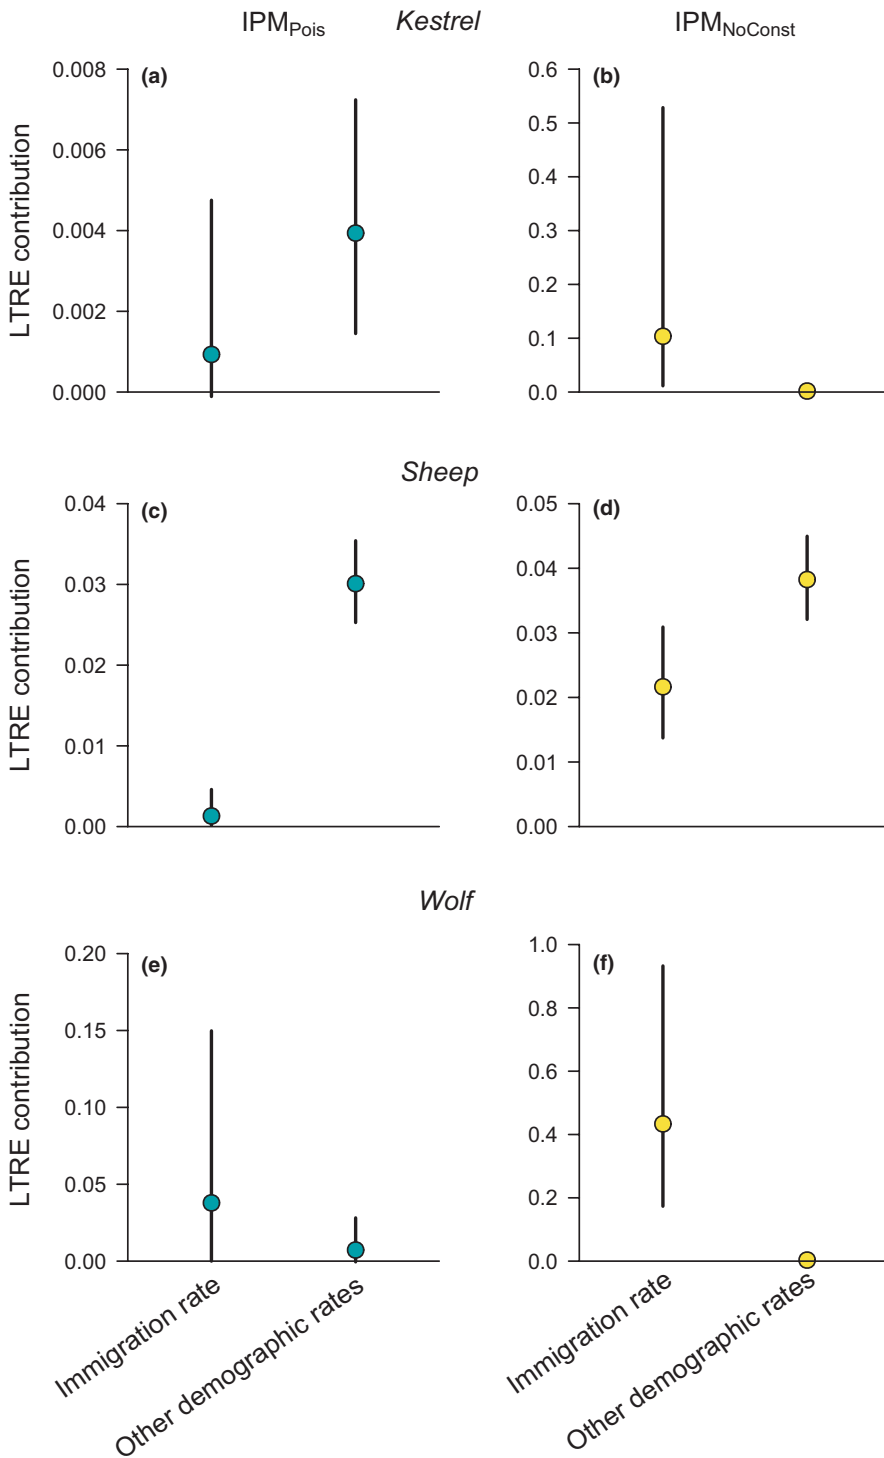 IPMPois Kestrel IPMNoConst
(a) (b)
LTRE contribution
0.008 0.6
0.006 0.5
0.4
0.004 0.3
0.002 0.2
0.1
0.000 0.0
Sheep
(c) (d)
LTRE contribution
0.04 0.05
0.03 0.04
0.03
0.02
0.02
0.01 0.01
0.00 0.00
Wolf
(e) (f)
LTRE contribution
0.20 1.0
0.15 0.8
0.6
0.10
0.4
0.05 0.2
0.00 0.0
Immigration rate
Other demographic rates
Immigration rate
Other demographic rates